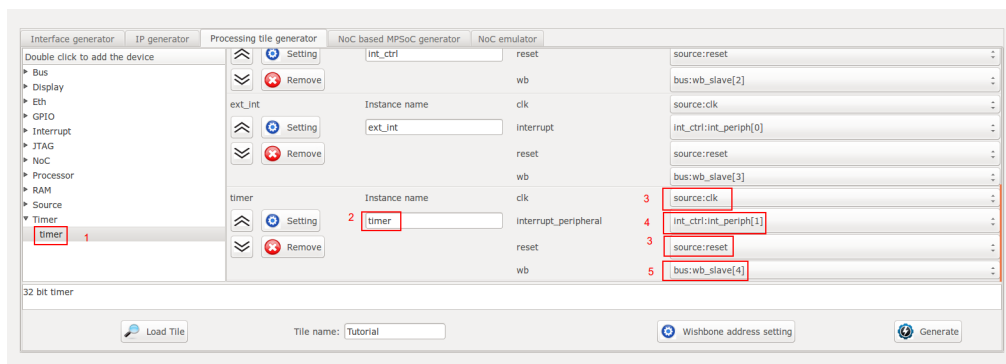 Interface generator IP generator Processing tile generator NoC based MPSoC generator NoC emulator
Double click to add the device
Bus
Display
Eth
GPIO
Interrupt
JTAG
NoC
Processor
RAM
Source
Timer
timer 1
Setting int_ctrl reset source:reset
Remove wb bus:wb_slave[2]
ext_int Instance name clk source:clk
Setting ext_int interrupt int_ctrl:int_periph[0]
Remove reset source:reset
wb bus:wb_slave[3]
timer Instance name clk 3 source:clk
Setting 2 timer interrupt_peripheral 4 int_ctrl:int_periph[1]
Remove reset 3 source:reset
wb 5 bus:wb_slave[4]
32 bit timer
Load Tile Tile name: Tutorial Wishbone address setting Generate